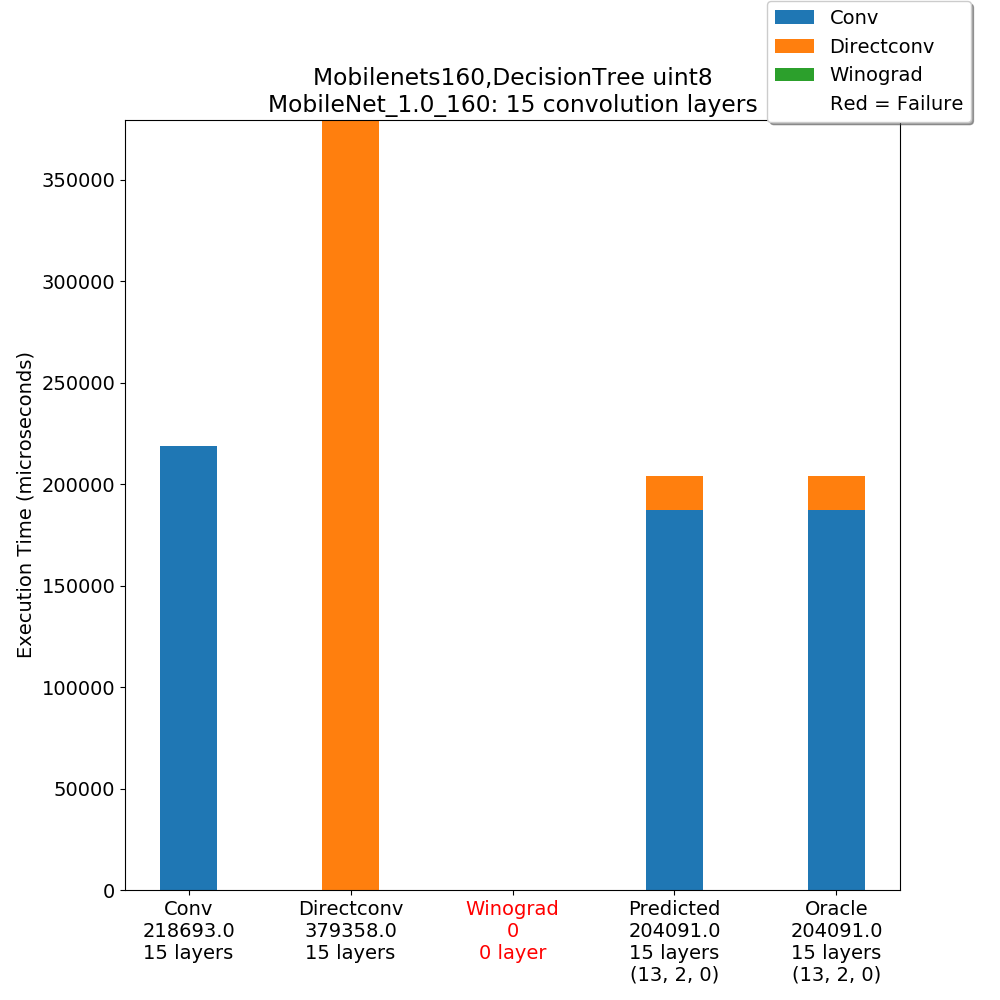 Conv
Directconv
Winograd
Red = Failure
Mobilenets160,DecisionTree uint8
MobileNet_1.0_160: 15 convolution layers
Execution Time (microseconds)
350000
300000
250000
200000
150000
100000
50000
0
Conv
218693.0
15 layers
Directconv
379358.0
15 layers
Winograd
0
0 layer
Predicted
204091.0
15 layers
(13, 2, 0)
Oracle
204091.0
15 layers
(13, 2, 0)